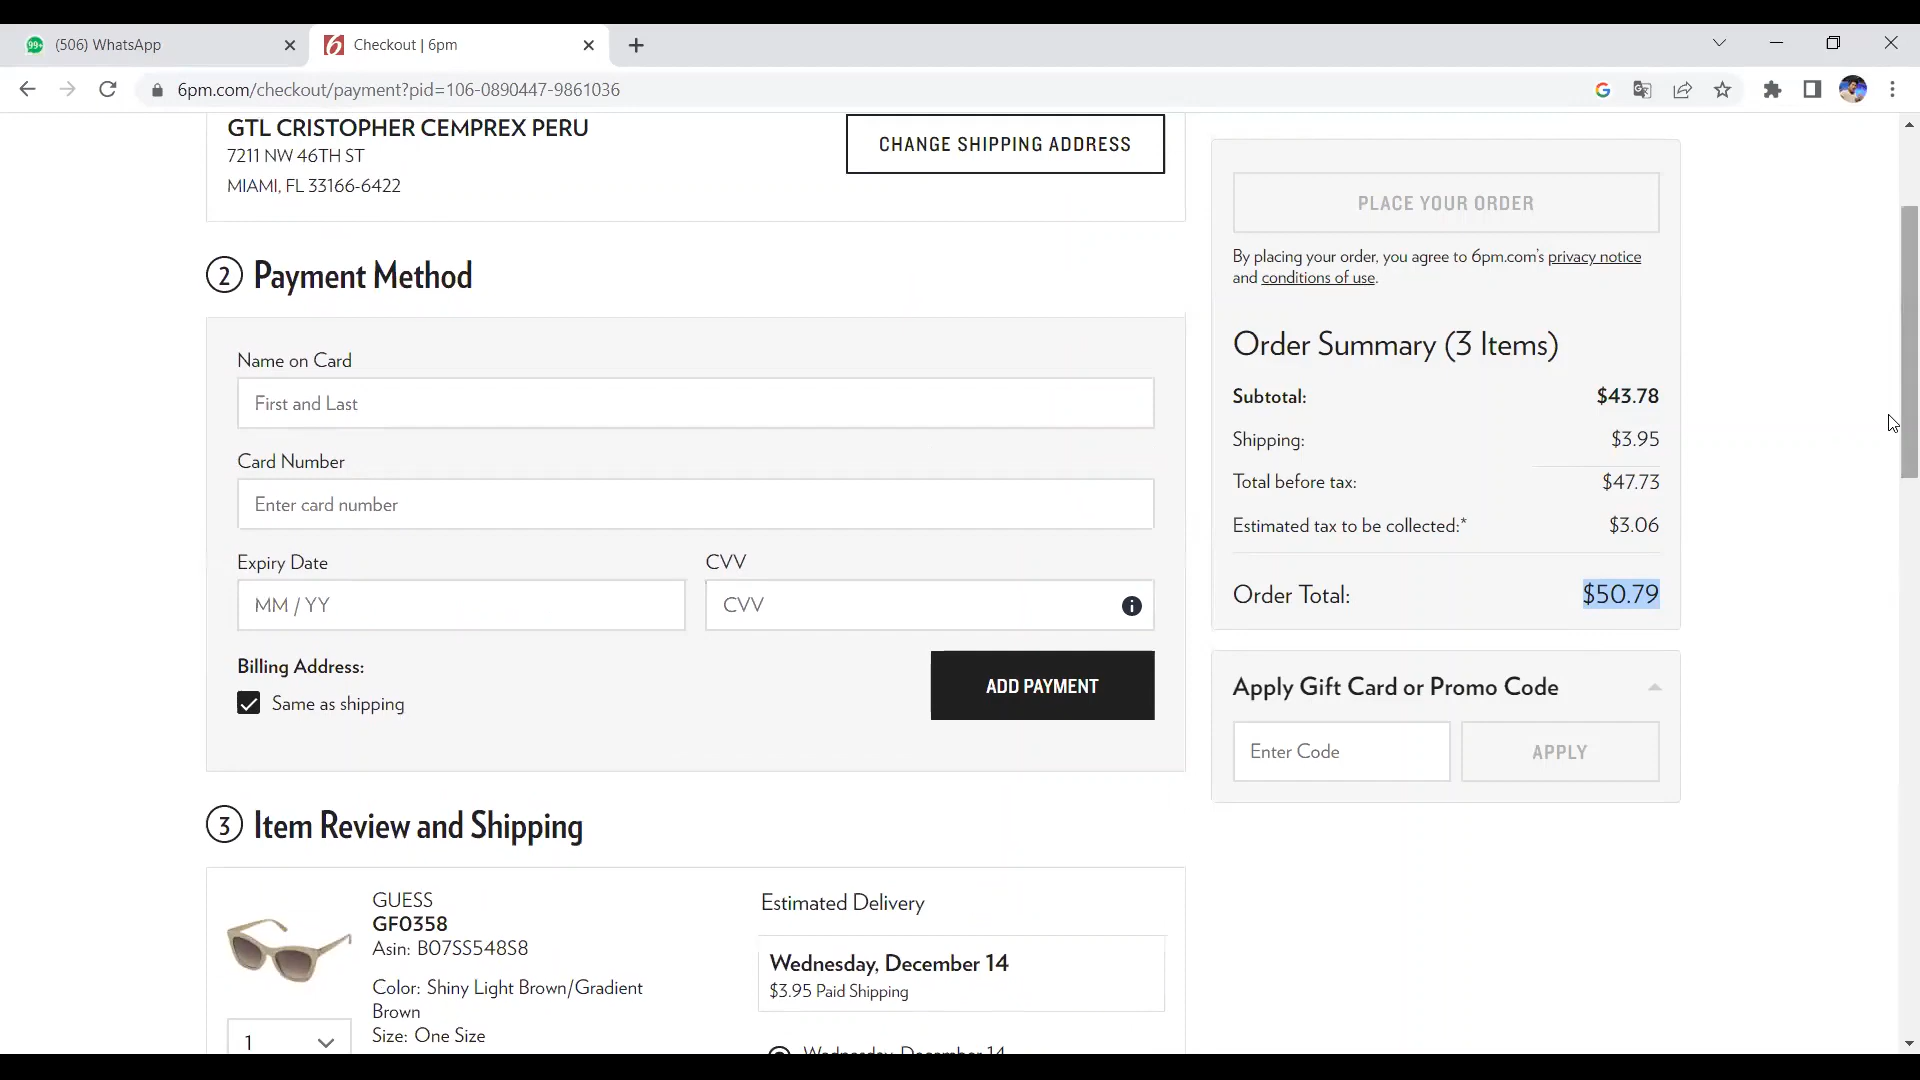 99+ (506) WhatsApp
Checkout | 6pm
6pm.com/checkout/payment?pid=106-0890447-9861036
GTL CRISTOPHER CEMPREX PERU
7211 NW 46TH ST
MIAMI, FL 33166-6422
CHANGE SHIPPING ADDRESS
2 Payment Method
Name on Card
First and Last
Card Number
Enter card number
Expiry Date
CVV
MM / YY
CVV
Billing Address:
Same as shipping
ADD PAYMENT
3 Item Review and Shipping
GUESS
GF0358
Asin: B07SS548S8
Color: Shiny Light Brown/Gradient
Brown
Size: One Size
1
Estimated Delivery
Wednesday, December 14
$3.95 Paid Shipping
Wednesday, December 14
PLACE YOUR ORDER
By placing your order, you agree to 6pm.com's privacy notice
and conditions of use.
Order Summary (3 Items)
Subtotal: $43.78
Shipping: $3.95
Total before tax: $47.73
Estimated tax to be collected:* $3.06
Order Total: $50.79
Apply Gift Card or Promo Code
Enter Code
APPLY